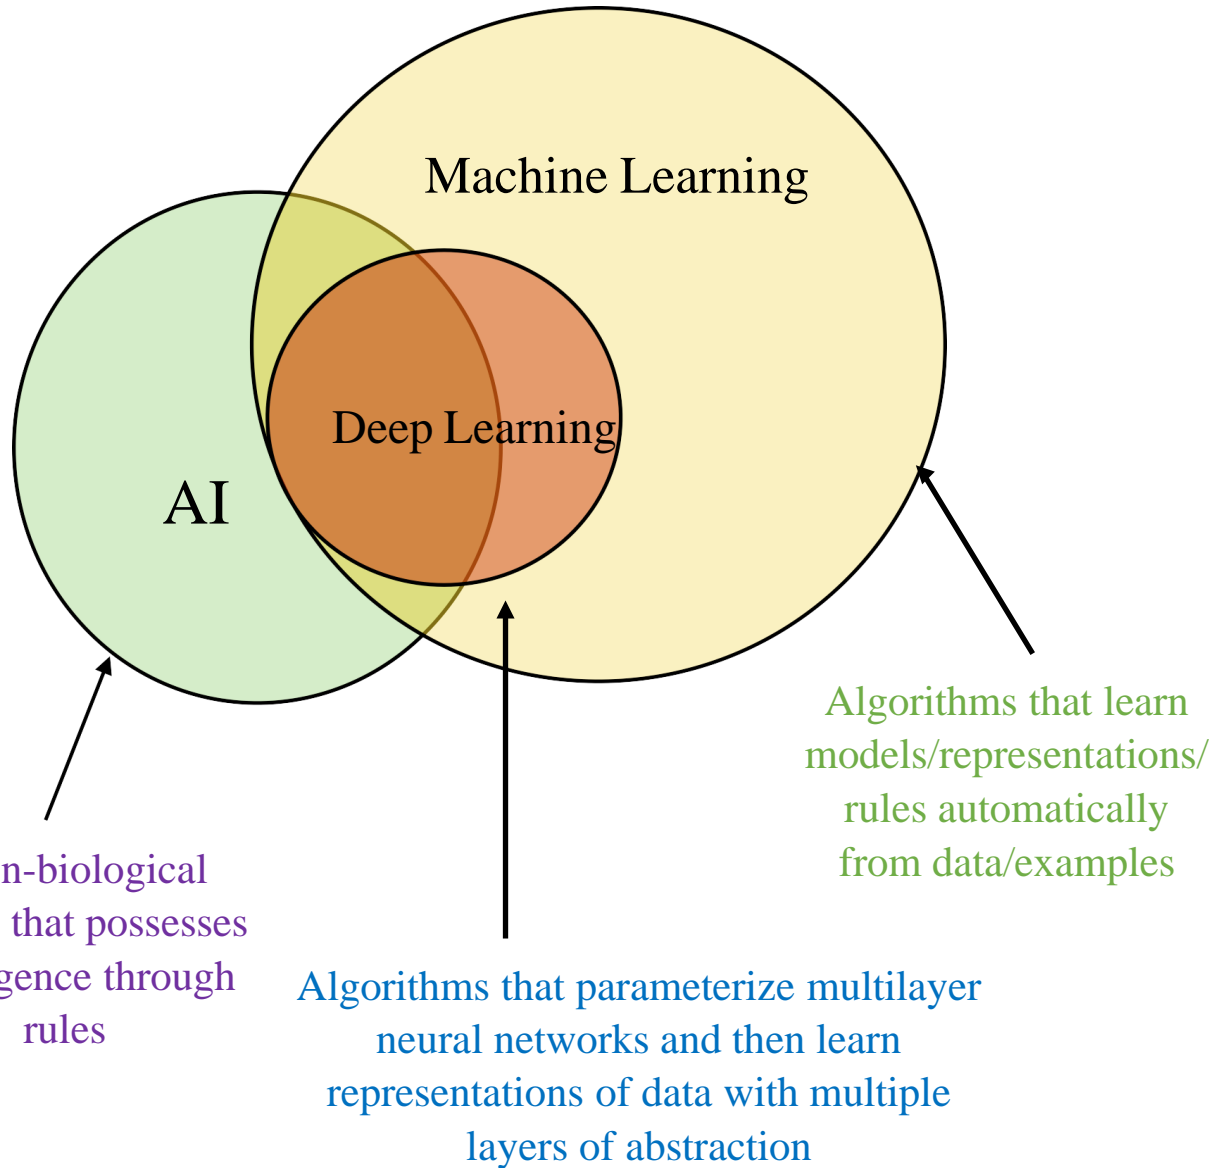 Machine Learning
Deep Learning
AI
Algorithms that learn
models/representations/
rules automatically
from data/examples
n-biological
that possesses
gence through
rules
Algorithms that parameterize multilayer
neural networks and then learn
representations of data with multiple
layers of abstraction